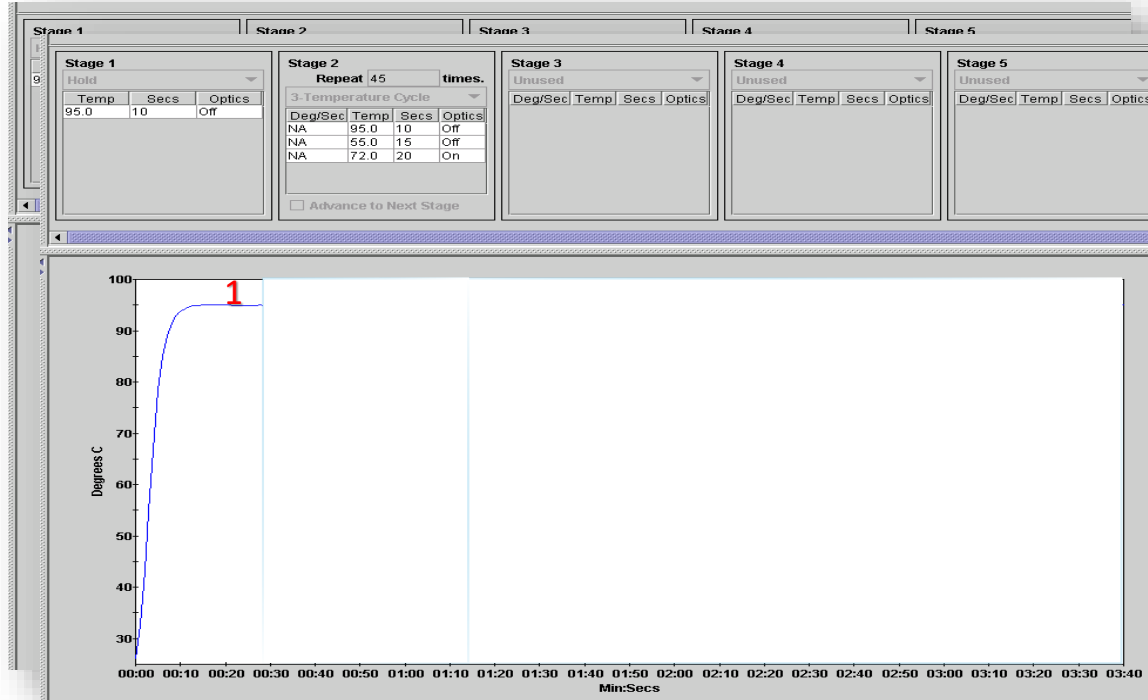 Stage 1 Stage 2 Stage 3 Stage 4 Stage 5
9
Stage 1
Hold
Temp Secs Optics
95.0 10 Off
Stage 2
Repeat 45 times.
3-Temperature Cycle
Deg/Sec Temp Secs Optics
NA 95.0 10 Off
NA 55.0 15 Off
NA 72.0 20 On
Advance to Next Stage
Stage 3
Unused
Deg/Sec Temp Secs Optics
Stage 4
Unused
Deg/Sec Temp Secs Optics
Stage 5
Unused
Deg/Sec Temp Secs Optics
1
100
90
80
70
60
50
40
30
Degrees C
00:00 00:10 00:20 00:30 00:40 00:50 01:00 01:10 01:20 01:30 01:40 01:50 02:00 02:10 02:20 02:30 02:40 02:50 03:00 03:10 03:20 03:30 03:40
Min:Secs